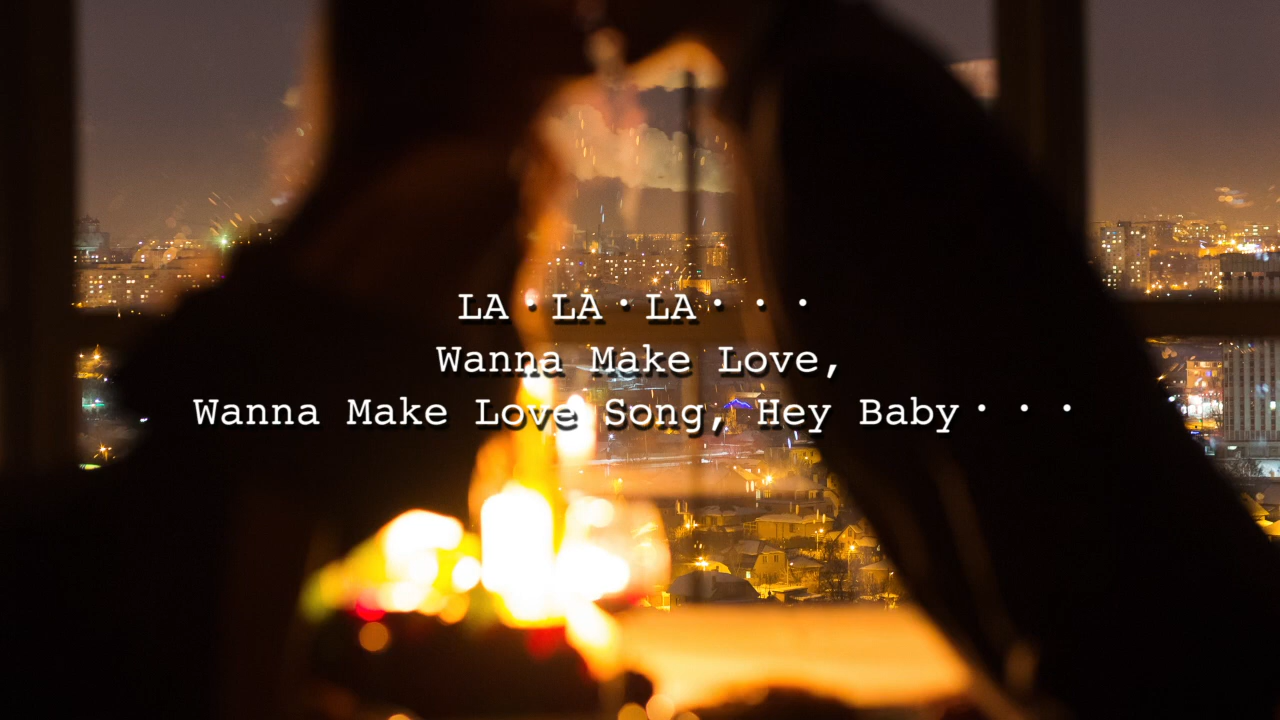 LA・LA・LA・・・
Wanna Make Love,
Wanna Make Love Song, Hey Baby・・・